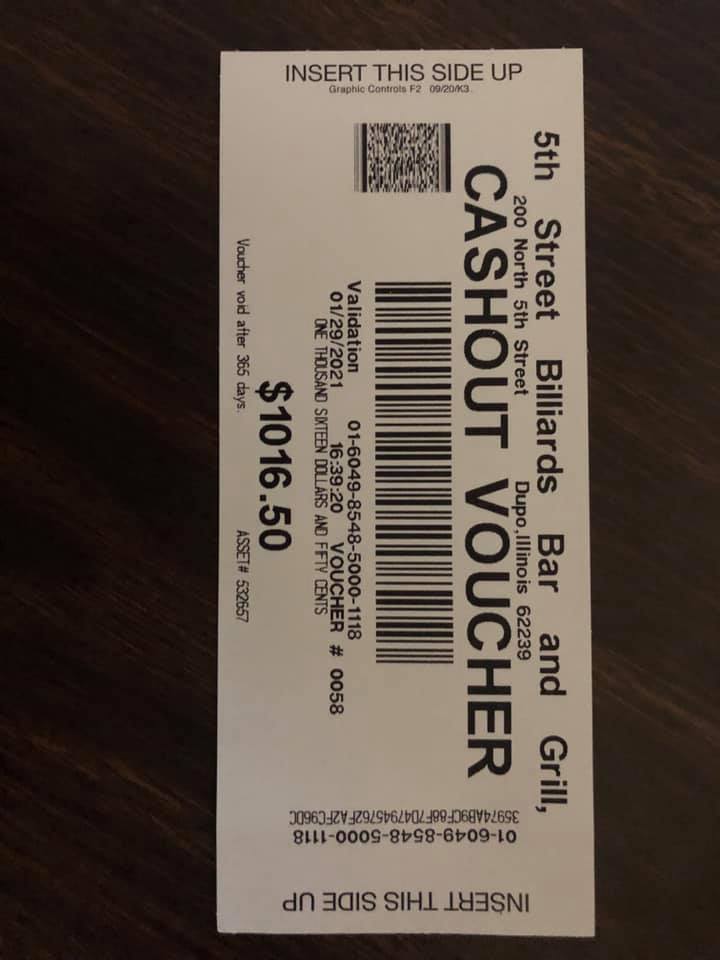 INSERT THIS SIDE UP
Graphic Controls F2 09/20/K3.
5th Street Billiards Bar and Grill,
200 North 5th Street Dupo,Illinois 62239
CASHOUT VOUCHER
Validation 01-6049-8548-5000-1118
01/29/2021 16:39:20 VOUCHER # 0058
ONE THOUSAND SIXTEEN DOLLARS AND FIFTY CENTS
$1016.50
Voucher void after 365 days. ASSET# 532657
01-6049-8548-5000-1118
35974AB9CF88F7D47945762FA2FC96DC
INSERT THIS SIDE UP